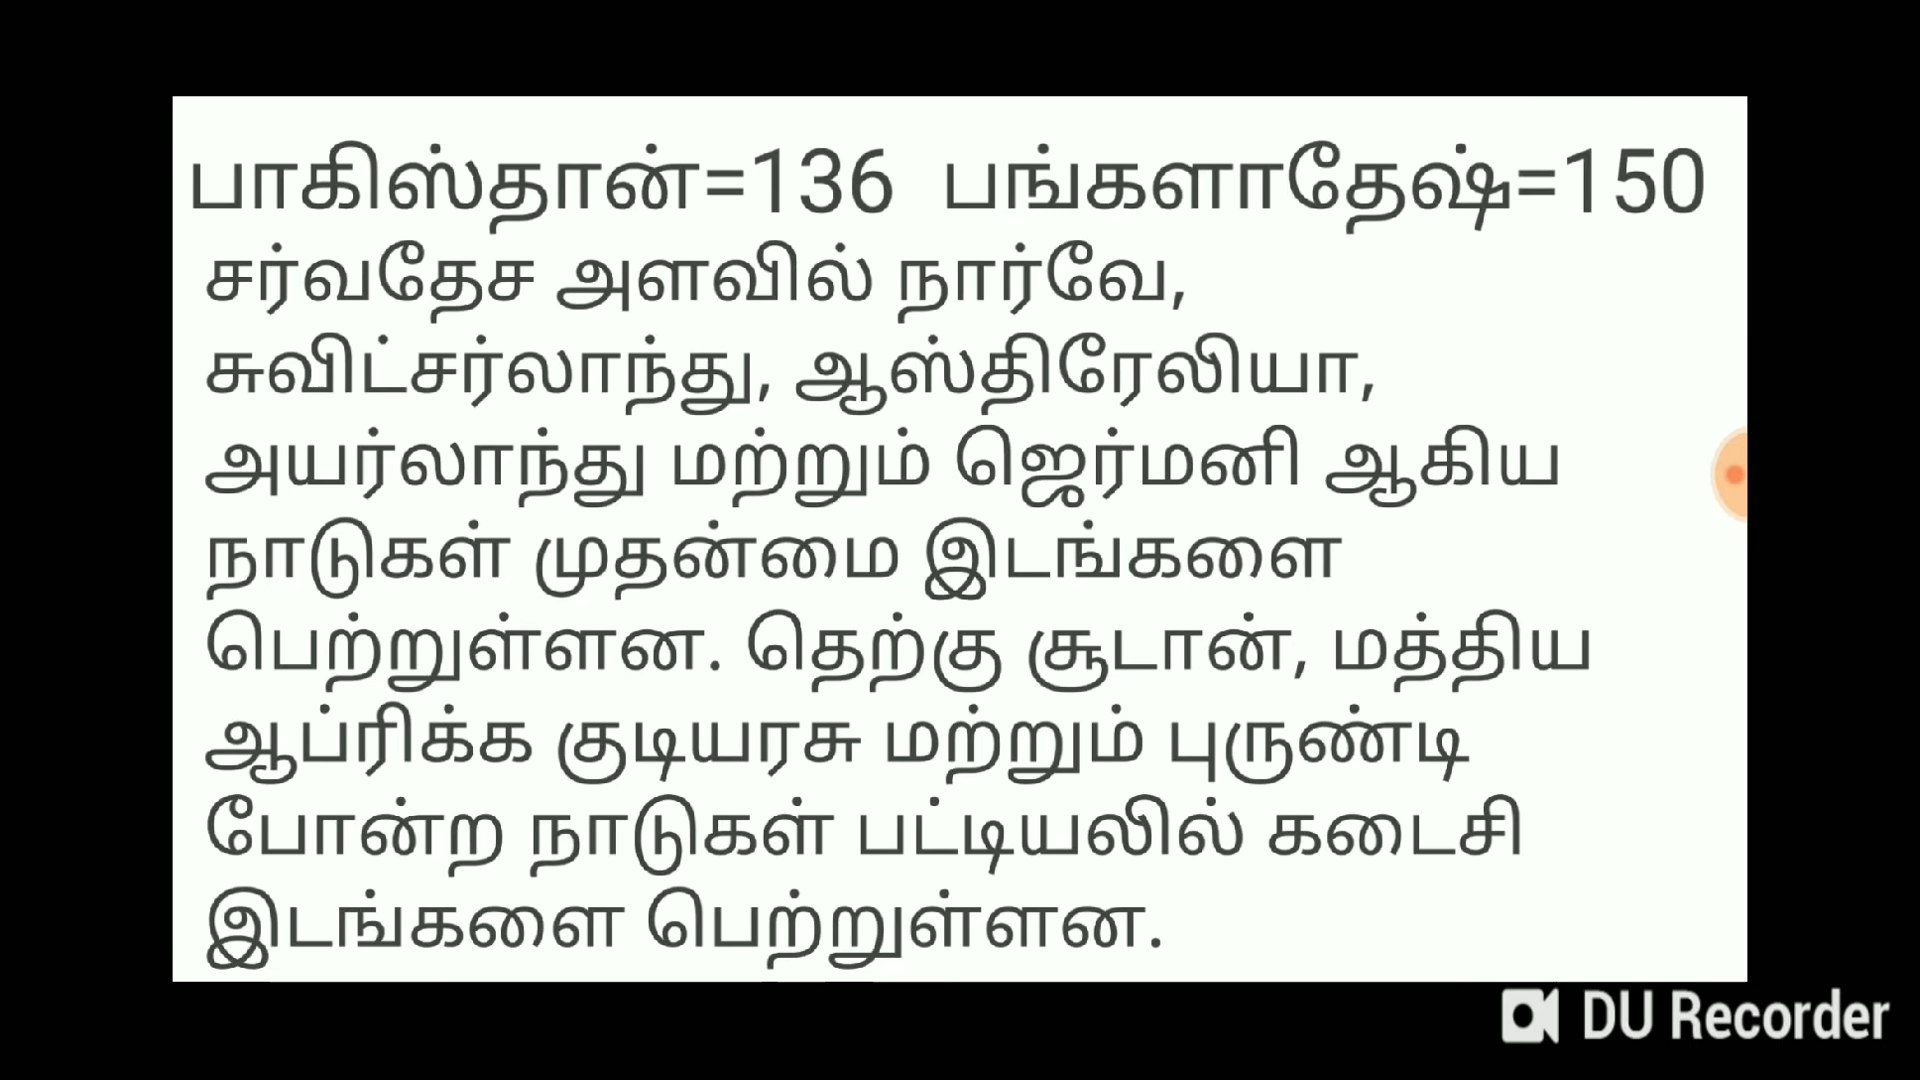 பாகிஸ்தான்=136 பங்களாதேஷ்=150
சர்வதேச அளவில் நார்வே,
சுவிட்சர்லாந்து, ஆஸ்திரேலியா,
அயர்லாந்து மற்றும் ஜெர்மனி ஆகிய
நாடுகள் முதன்மை இடங்களை
பெற்றுள்ளன. தெற்கு சூடான், மத்திய
ஆப்ரிக்க குடியரசு மற்றும் புருண்டி
போன்ற நாடுகள் பட்டியலில் கடைசி
இடங்களை பெற்றுள்ளன.
DU Recorder